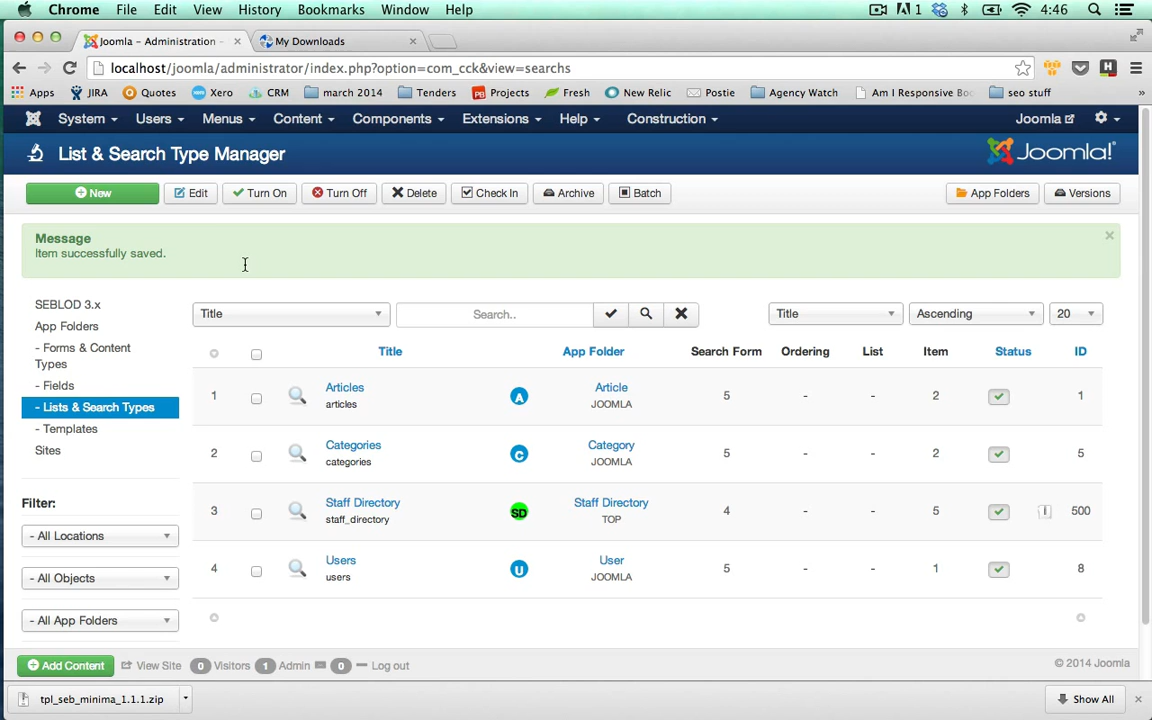 Chrome File Edit View History Bookmarks Window Help 1 4:46
Joomla - Administration - My Downloads
localhost/joomla/administrator/index.php?option=com_cck&view=searchs
Apps JIRA Quotes Xero CRM march 2014 Tenders Projects Fresh New Relic Postie Agency Watch Am I Responsive Boo seo stuff »
System Users Menus Content Components Extensions Help Construction Joomla
List & Search Type Manager Joomla!
New Edit Turn On Turn Off Delete Check In Archive Batch App Folders Versions
Message
Item successfully saved.
SEBLOD 3.x
App Folders
- Forms & Content
Types
- Fields
- Lists & Search Types
- Templates
Sites
Filter:
- All Locations
- All Objects
- All App Folders
Title Search.. Title Ascending 20
Title App Folder Search Form Ordering List Item Status ID
1 Articles A Article 5 - - 2 1
articles JOOMLA
2 Categories C Category 5 - - 2 5
categories JOOMLA
3 Staff Directory SD Staff Directory 4 - - 5 500
staff_directory TOP
4 Users U User 5 - - 1 8
users JOOMLA
Add Content View Site 0 Visitors 1 Admin 0 Log out © 2014 Joomla
tpl_seb_minima_1.1.1.zip Show All